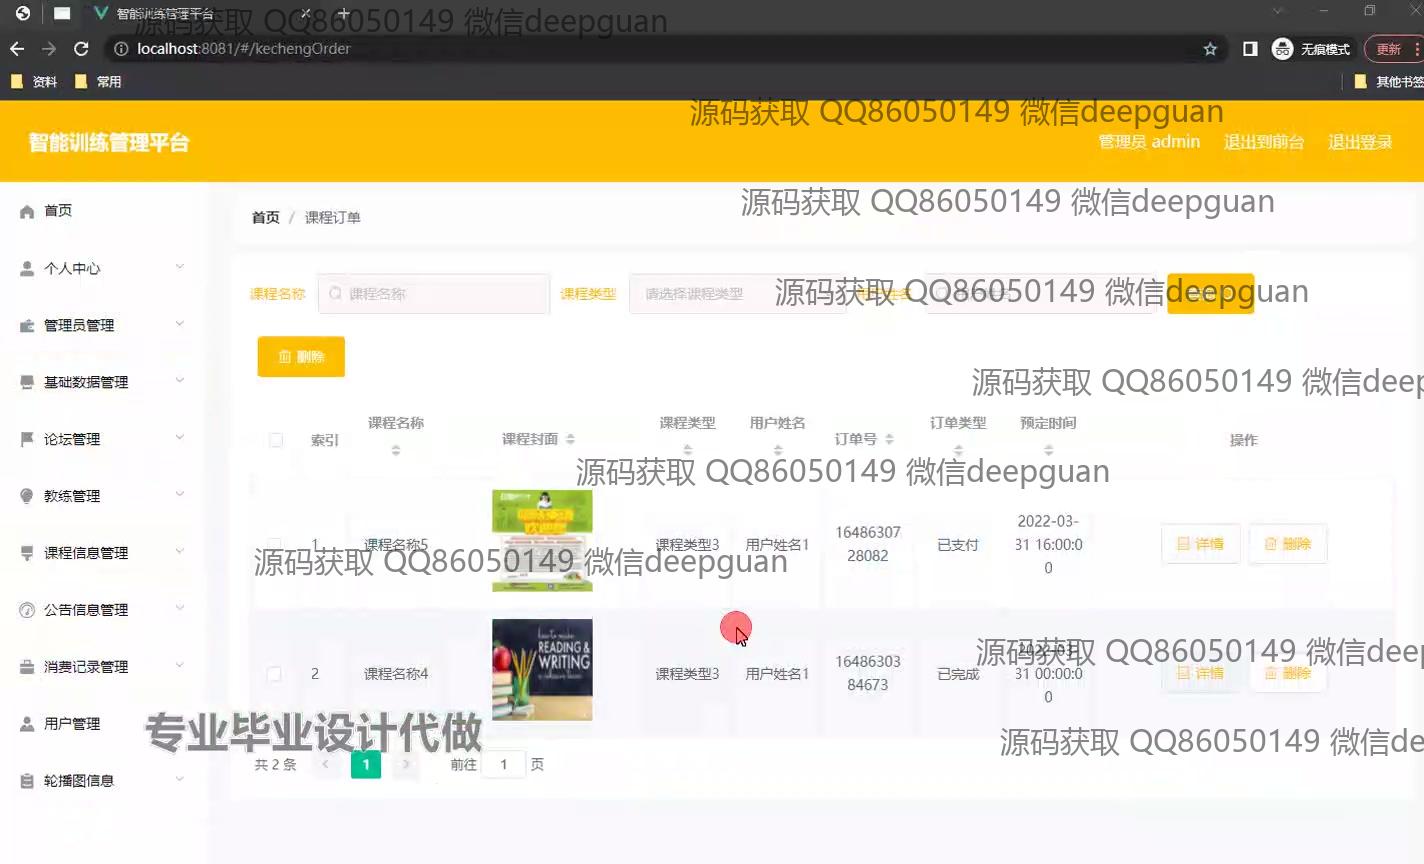 智能训练管理平台
源码获取 QQ86050149 微信deepguan
localhost:8081/#/kechengOrder
无痕模式
更新
资料
常用
其他书签
源码获取 QQ86050149 微信deepguan
智能训练管理平台
管理员 admin
退出到前台
退出登录
源码获取 QQ86050149 微信deepguan
首页
首页 / 课程订单
个人中心
课程名称
课程名称
课程类型
请选择课程类型
源码获取 QQ86050149 微信deepguan
管理员管理
删除
基础数据管理
源码获取 QQ86050149 微信deep
论坛管理
索引
课程名称
课程封面
课程类型
用户姓名
订单号
订单类型
预定时间
操作
源码获取 QQ86050149 微信deepguan
教练管理
1
课程名称5
课程类型3
用户姓名1
16486307
28082
已支付
2022-03-
31 16:00:0
0
详情
删除
课程信息管理
源码获取 QQ86050149 微信deepguan
公告信息管理
消费记录管理
2
课程名称4
how to make
READING &
WRITING
课程类型3
用户姓名1
16486303
84673
已完成
2022-03-
31 00:00:0
0
详情
删除
源码获取 QQ86050149 微信deep
用户管理
专业毕业设计代做
源码获取 QQ86050149 微信de
共 2 条
1
前往
1
页
轮播图信息